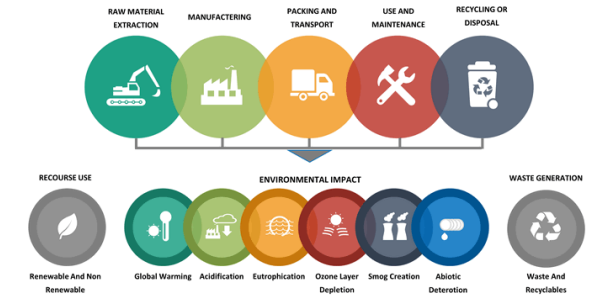 RAW MATERIAL
EXTRACTION
MANUFACTERING
PACKING AND
TRANSPORT
USE AND
MAINTENANCE
RECYCLING OR
DISPOSAL
RECOURSE USE
ENVIRONMENTAL IMPACT
WASTE GENERATION
Renewable And Non
Renewable
Global Warming
Acidification
Eutrophication
Ozone Layer
Depletion
Smog Creation
Abiotic
Deterotion
Waste And
Recyclables